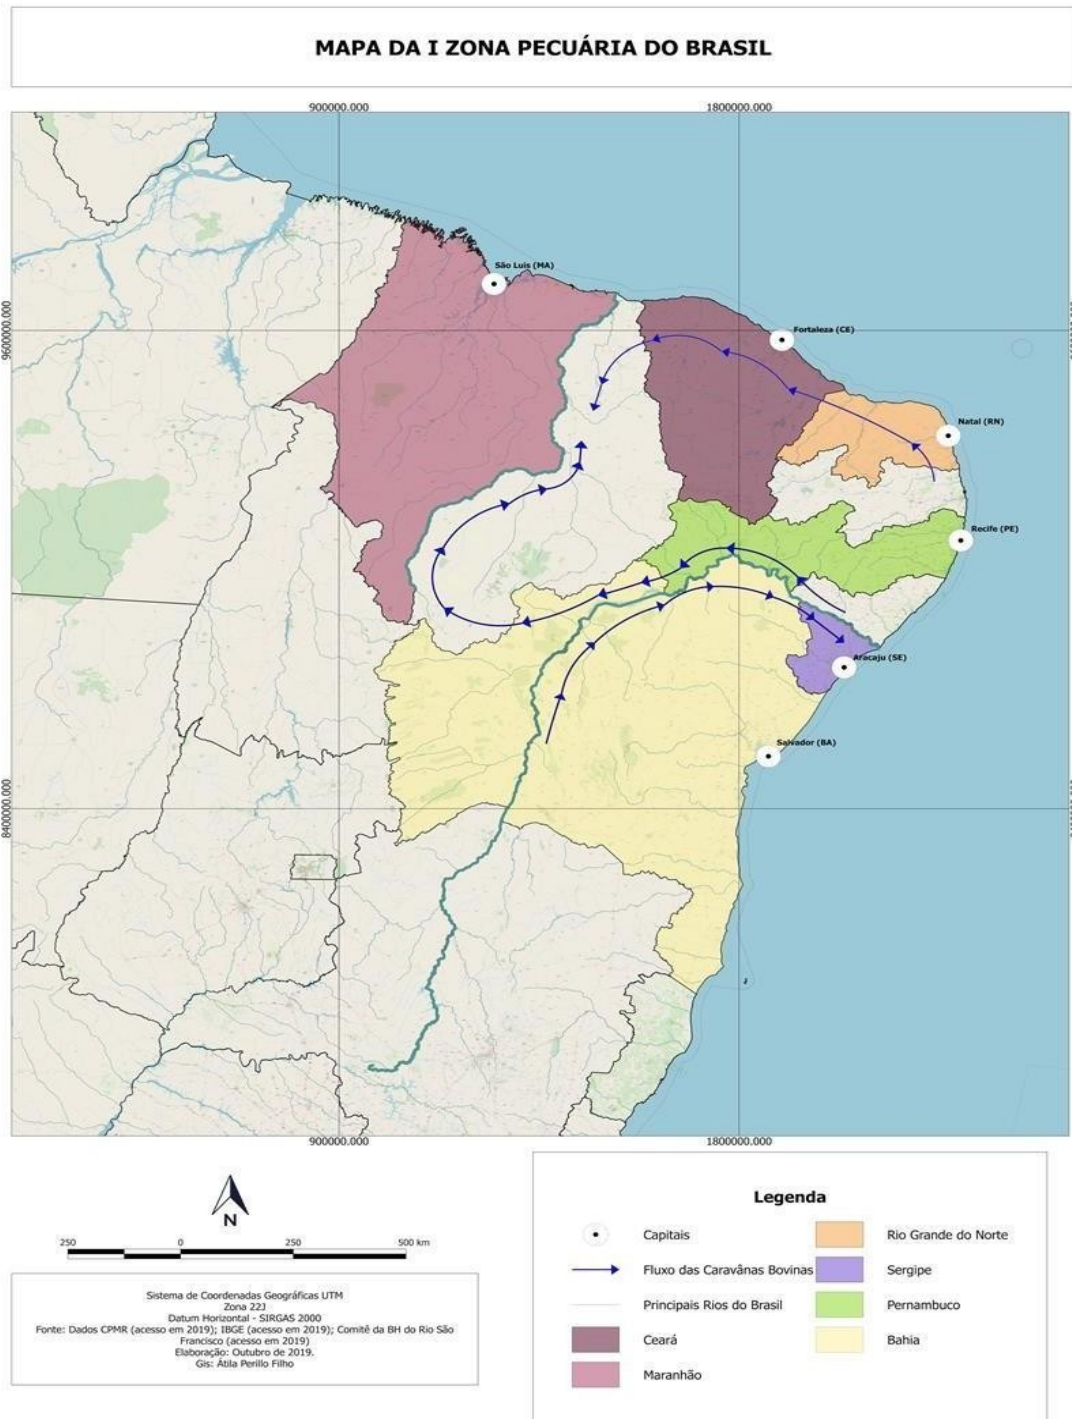 MAPA DA I ZONA PECUÁRIA DO BRASIL
900000.000
1800000.000
9600000.000
8400000.000
São Luis (MA)
Fortaleza (CE)
Natal (RN)
Recife (PE)
Aracaju (SE)
Salvador (BA)
900000.000
1800000.000
N
250
0
250
500 km
Sistema de Coordenadas Geográficas UTM
Zona 22J
Datum Horizontal - SIRGAS 2000
Fonte: Dados CPMR (acesso em 2019); IBGE (acesso em 2019); Comitê da BH do Rio São
Francisco (acesso em 2019)
Elaboração: Outubro de 2019.
Gis: Átila Perillo Filho
Legenda
Capitais
Fluxo das Caravânas Bovinas
Principais Rios do Brasil
Ceará
Maranhão
Rio Grande do Norte
Sergipe
Pernambuco
Bahia